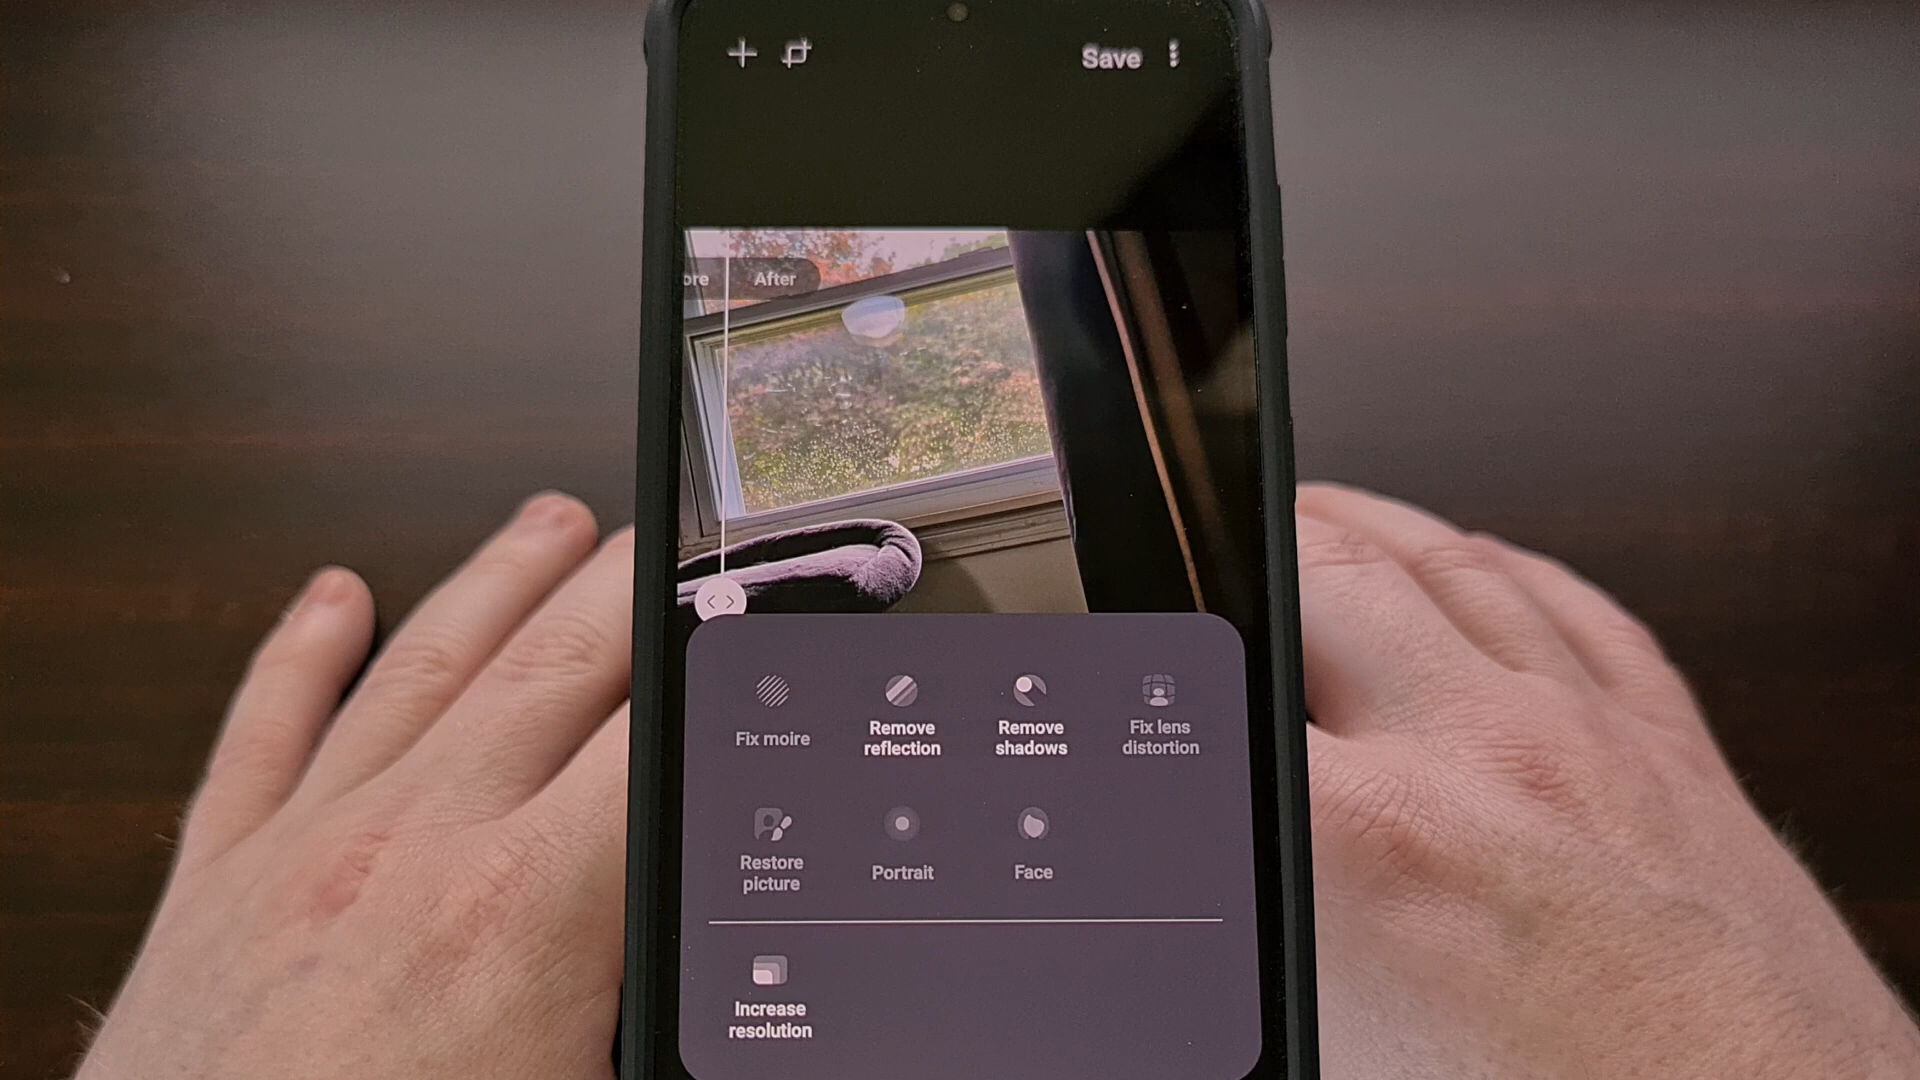 Save
ore
After
Fix moire
Remove
reflection
Remove
shadows
Fix lens
distortion
Restore
picture
Portrait
Face
Increase
resolution